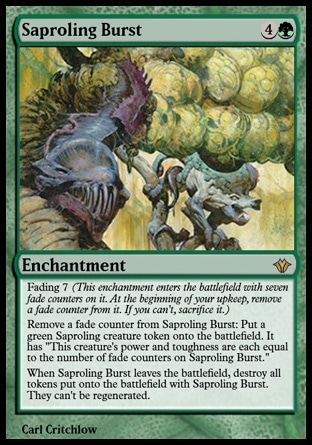 Saproling Burst 4
Enchantment
Fading 7 (This enchantment enters the battlefield with seven
fade counters on it. At the beginning of your upkeep, remove
a fade counter from it. If you can't, sacrifice it.)
Remove a fade counter from Saproling Burst: Put a
green Saproling creature token onto the battlefield. It
has "This creature's power and toughness are each equal
to the number of fade counters on Saproling Burst."
When Saproling Burst leaves the battlefield, destroy all
tokens put onto the battlefield with Saproling Burst.
They can't be regenerated.
Carl Critchlow